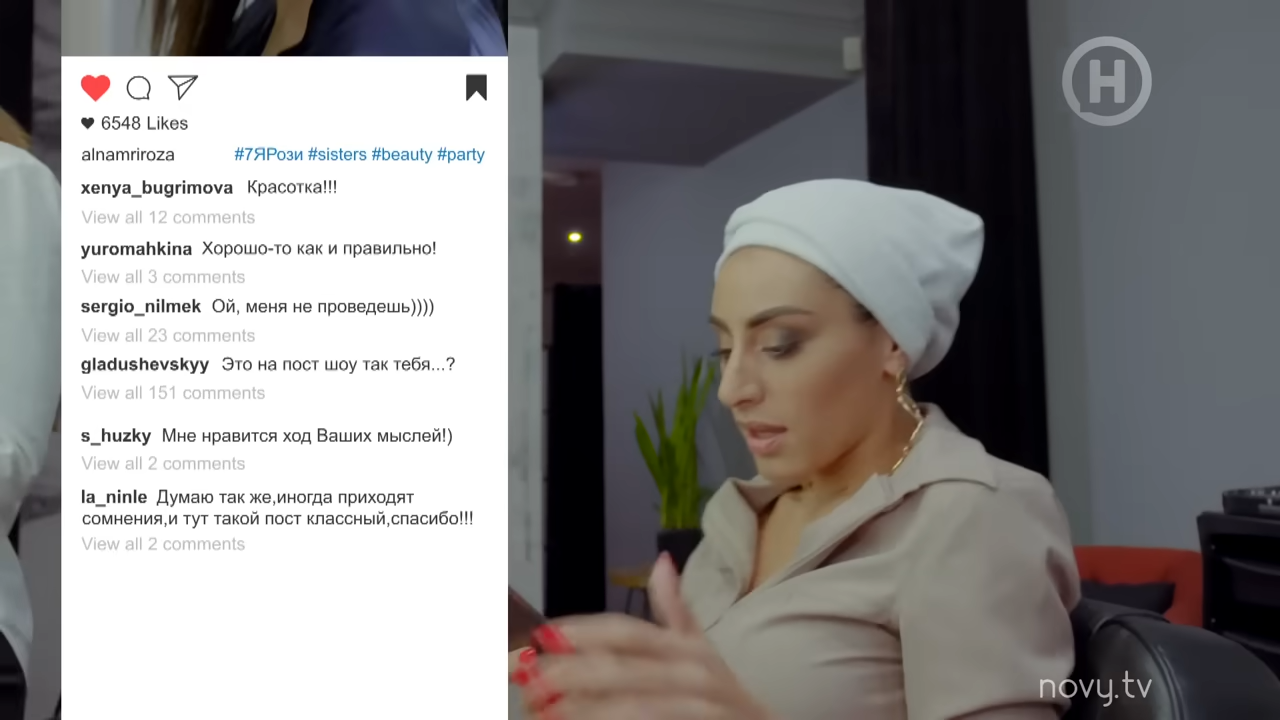 6548 Likes
alnamriroza #7ЯРози #sisters #beauty #party
xenya_bugrimova Красотка!!!
View all 12 comments
yuromahkina Хорошо-то как и правильно!
View all 3 comments
sergio_nilmek Ой, меня не проведешь))))
View all 23 comments
gladushevskyy Это на пост шоу так тебя...?
View all 151 comments
s_huzky Мне нравится ход Ваших мыслей!)
View all 2 comments
la_ninle Думаю так же,иногда приходят
сомнения,и тут такой пост классный,спасибо!!!
View all 2 comments
H
novy.tv